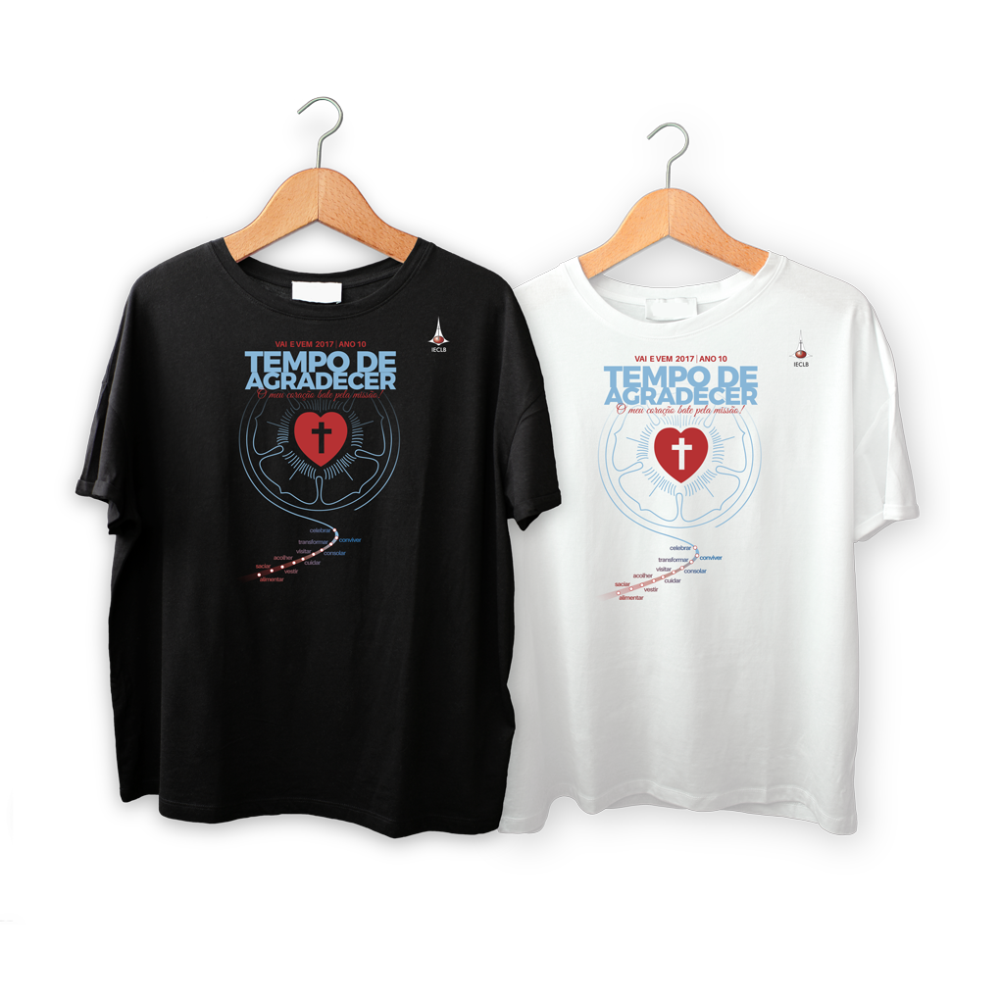 VAI E VEM 2017 | ANO 10
TEMPO DE
AGRADECER
O meu coração bate pela missão!
IECLB
celebrar
conviver
transformar
visitar
consolar
acolher
cuidar
saciar
vestir
alimentar
VAI E VEM 2017 | ANO 10
TEMPO DE
AGRADECER
O meu coração bate pela missão!
IECLB
celebrar
conviver
transformar
visitar
consolar
acolher
cuidar
saciar
vestir
alimentar